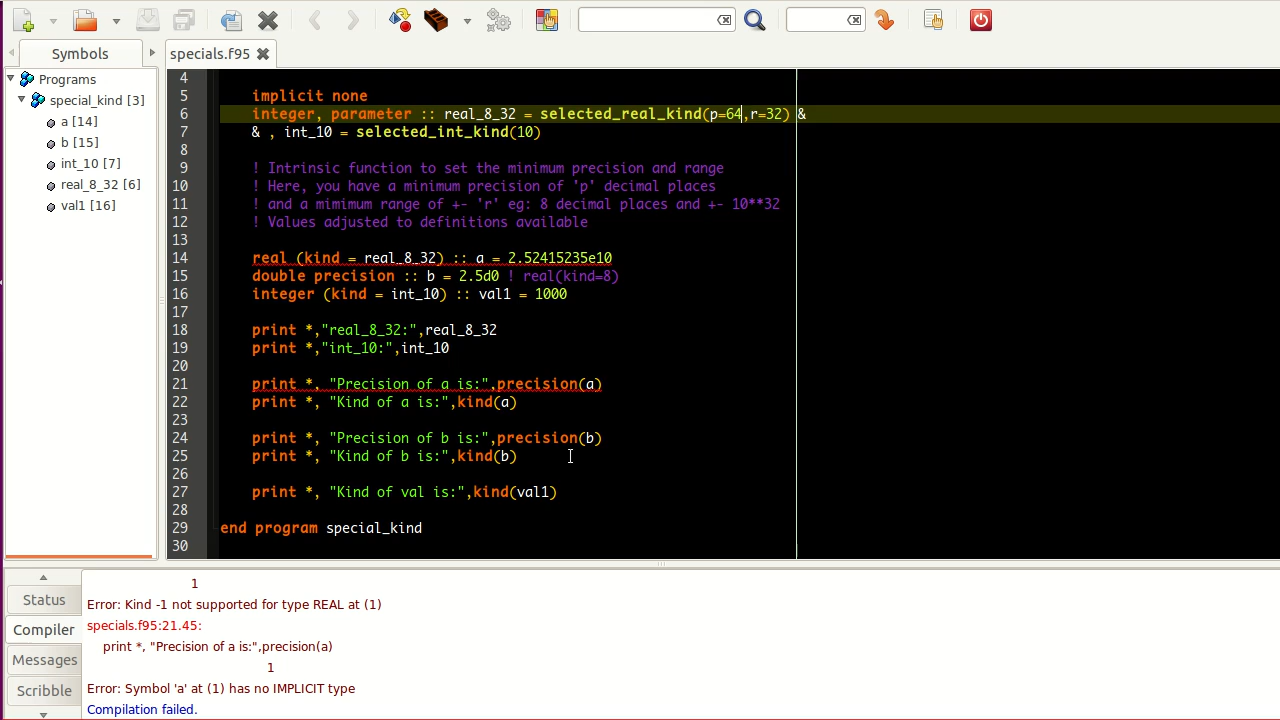 Symbols
specials.f95
Programs
special_kind [3]
a [14]
b [15]
int_10 [7]
real_8_32 [6]
val1 [16]
4
5 implicit none
6 integer, parameter :: real_8_32 = selected_real_kind(p=64,r=32) &
7 & , int_10 = selected_int_kind(10)
8
9 ! Intrinsic function to set the minimum precision and range
10 ! Here, you have a minimum precision of 'p' decimal places
11 ! and a mimimum range of +- 'r' eg: 8 decimal places and +- 10**32
12 ! Values adjusted to definitions available
13
14 real (kind = real_8_32) :: a = 2.52415235e10
15 double precision :: b = 2.5d0 ! real(kind=8)
16 integer (kind = int_10) :: val1 = 1000
17
18 print *,"real_8_32:",real_8_32
19 print *,"int_10:",int_10
20
21 print *, "Precision of a is:",precision(a)
22 print *, "Kind of a is:",kind(a)
23
24 print *, "Precision of b is:",precision(b)
25 print *, "Kind of b is:",kind(b)
26
27 print *, "Kind of val is:",kind(val1)
28
29 end program special_kind
30
Status
Compiler
Messages
Scribble
1
Error: Kind -1 not supported for type REAL at (1)
specials.f95:21.45:
print *, "Precision of a is:",precision(a)
1
Error: Symbol 'a' at (1) has no IMPLICIT type
Compilation failed.